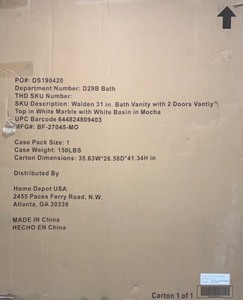 PO#: DS190420
Department Number: D29B Bath
THD SKU Number:
SKU Description: Walden 31 in. Bath Vanity with 2 Doors Vantiy
Top in White Marble with White Basin in Mocha
UPC Barcode 644824809403
MFG#: BF-27045-MO
Case Pack Size: 1
Case Weight: 150LBS
Carton Dimensions: 35.83W*26.58D*41.34H in
Distributed By
Home Depot USA
2455 Paces Ferry Road, N.W.
Atlanta, GA 30339
MADE IN China
HECHO EN China
Carton 1 of 1